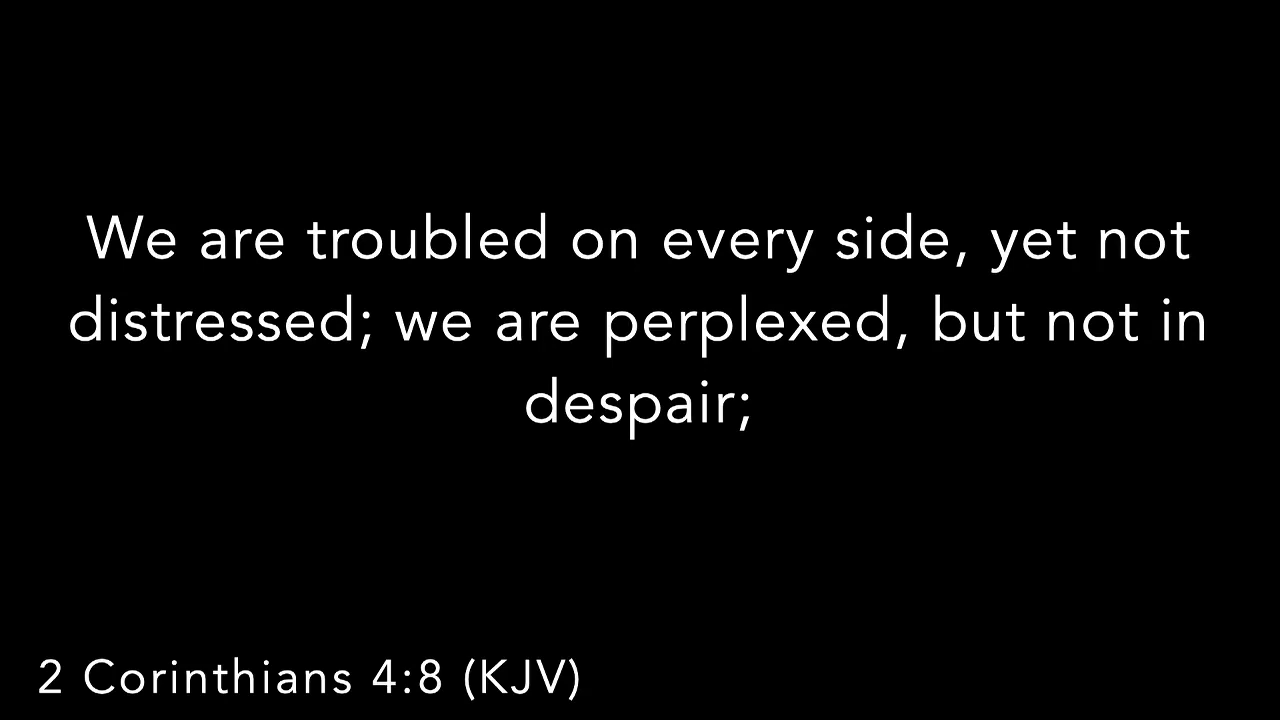 We are troubled on every side, yet not
distressed; we are perplexed, but not in
despair;
2 Corinthians 4:8 (KJV)